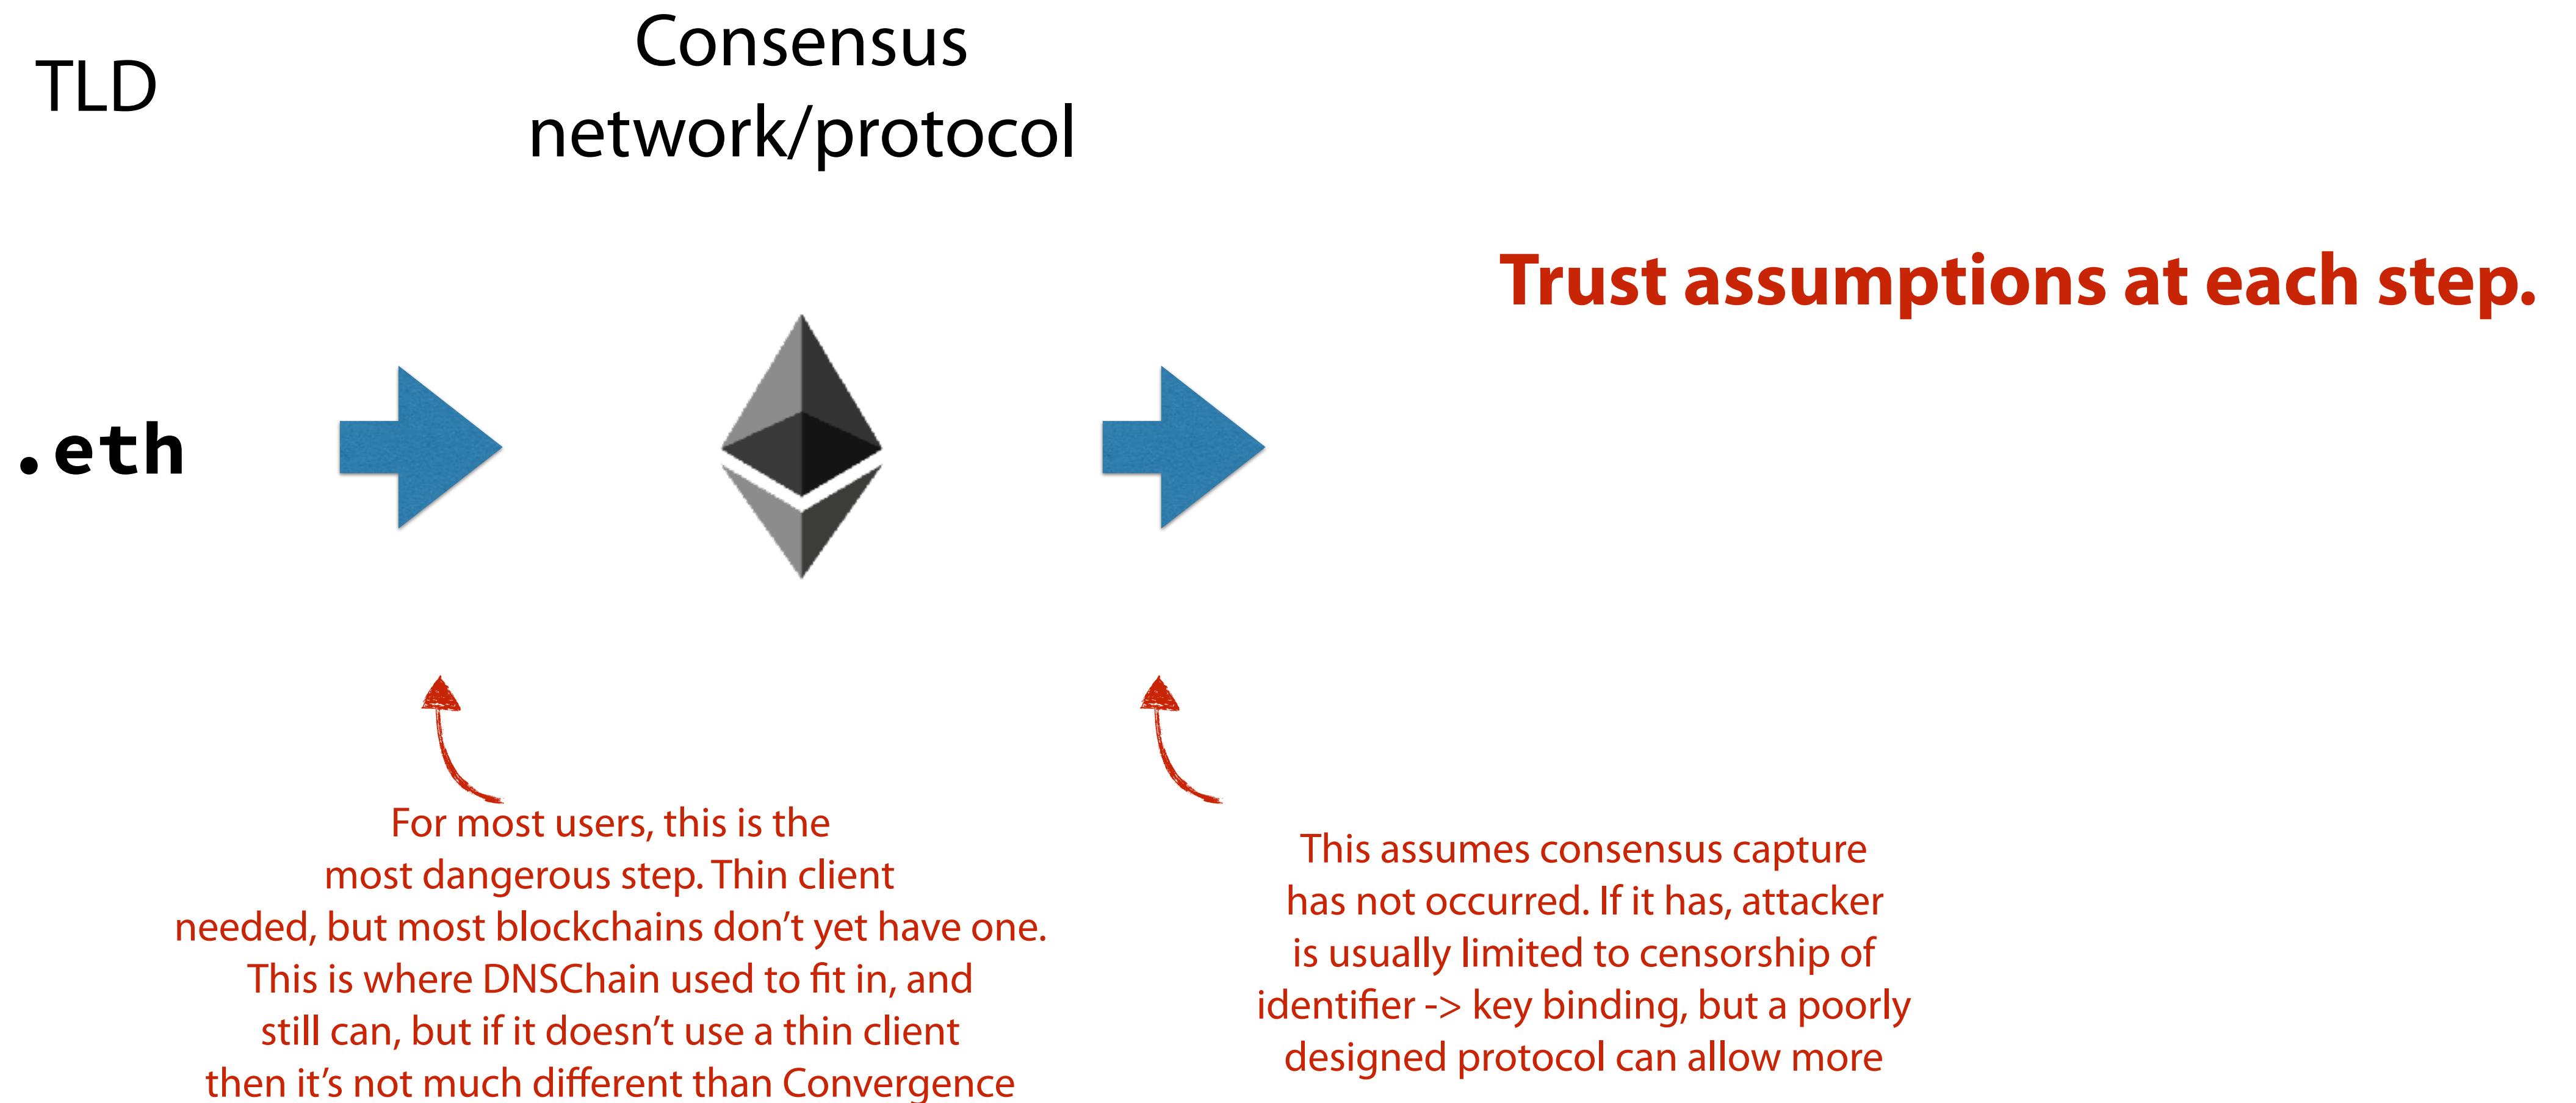 TLD
Consensus
network/protocol
Trust assumptions at each step.
.eth
For most users, this is the
most dangerous step. Thin client
needed, but most blockchains don’t yet have one.
This is where DNSChain used to fit in, and
still can, but if it doesn’t use a thin client
then it’s not much different than Convergence
This assumes consensus capture
has not occurred. If it has, attacker
is usually limited to censorship of
identifier -> key binding, but a poorly
designed protocol can allow more